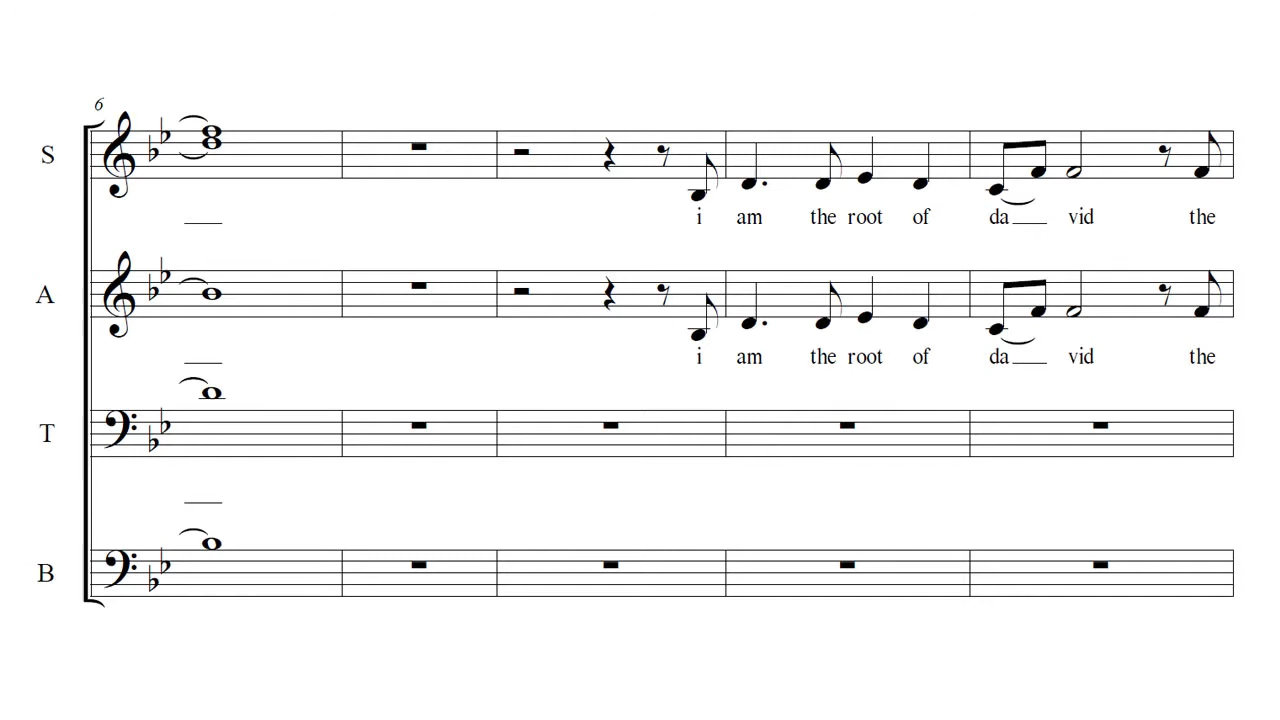 6
S
i am the root of da vid the
A
i am the root of da vid the
T
B